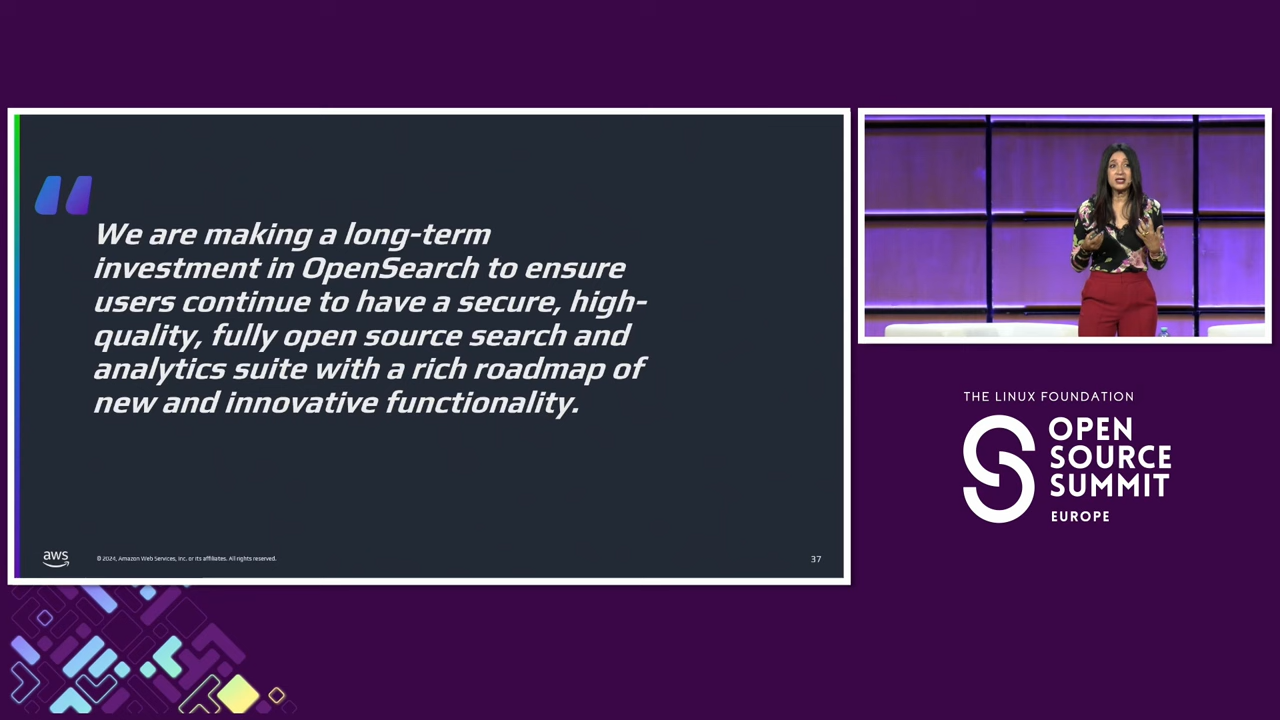 We are making a long-term
investment in OpenSearch to ensure
users continue to have a secure, high-
quality, fully open source search and
analytics suite with a rich roadmap of
new and innovative functionality.
aws
© 2024, Amazon Web Services, Inc. or its affiliates. All rights reserved.
37
THE LINUX FOUNDATION
OPEN
SOURCE
SUMMIT
EUROPE